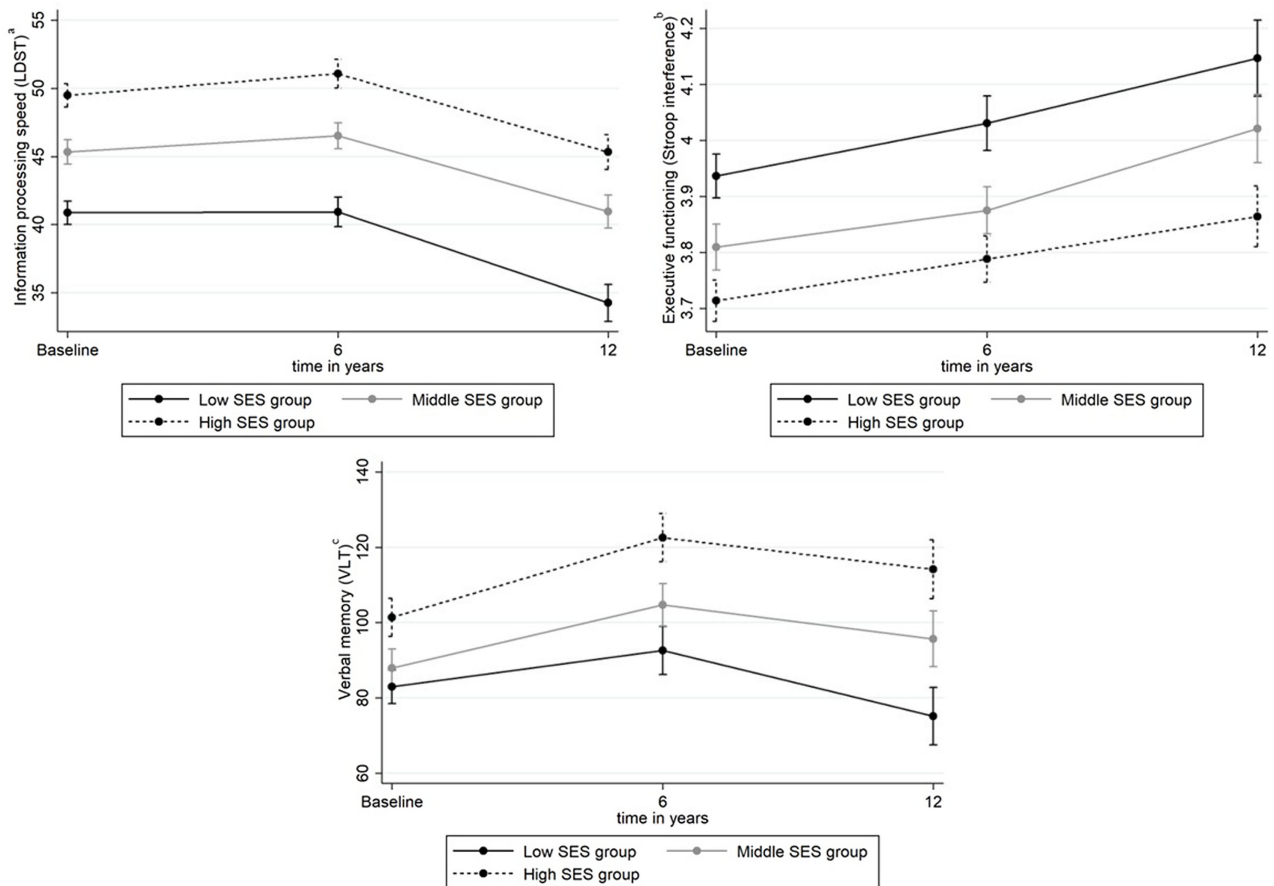 Information processing speed (LDST)a
55
50
45
40
35
Baseline
6
12
time in years
Low SES group
Middle SES group
High SES group
Executive functioning (Stroop interference)b
4.2
4.1
4
3.9
3.8
3.7
Baseline
6
12
time in years
Low SES group
Middle SES group
High SES group
Verbal memory (VLT)c
140
120
100
80
60
Baseline
6
12
time in years
Low SES group
Middle SES group
High SES group